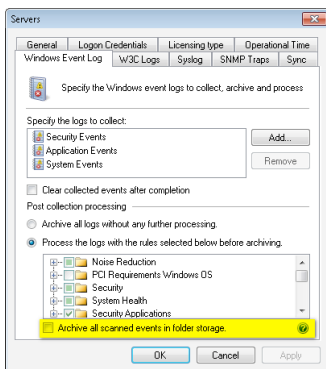 Servers
General Logon Credentials Licensing type Operational Time
Windows Event Log W3C Logs Syslog SNMP Traps Sync
Specify the Windows event logs to collect, archive and process
Specify the logs to collect:
Security Events
Application Events
System Events
Add...
Remove
Clear collected events after completion
Post collection processing
Archive all logs without any further processing.
Process the logs with the rules selected below before archiving.
Noise Reduction
PCI Requirements Windows OS
Security
System Health
Security Applications
Archive all scanned events in folder storage.
OK Cancel Apply